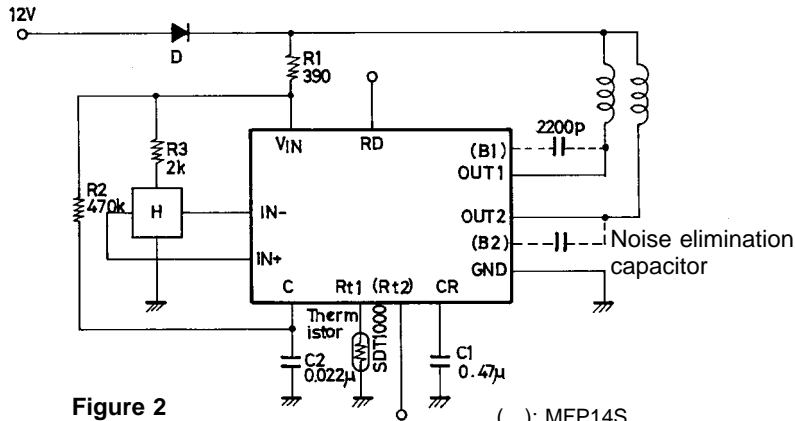 12V
D
R1
390
2200p
VIN
RD
(B1)
OUT1
R3
2k
R2
470k
H
IN-
OUT2
(B2)
Noise elimination
capacitor
IN+
GND
C
Rt1
(Rt2)
CR
Therm
istor
SDT1000
C2
0.022μ
C1
0.47μ
Figure 2
( ): MFP14S